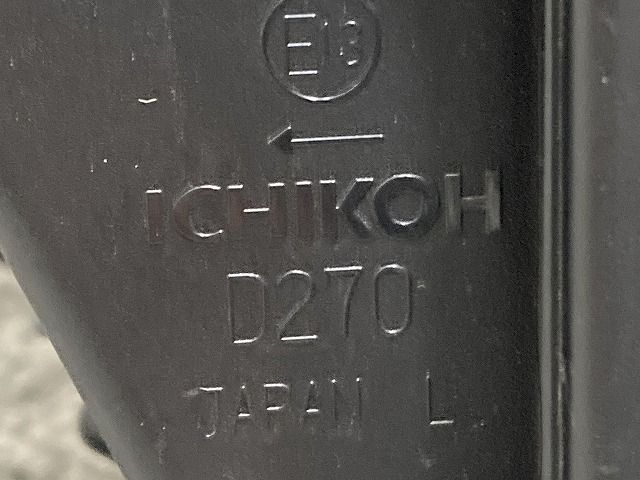 E13
ICHIKOH
D270
JAPAN L